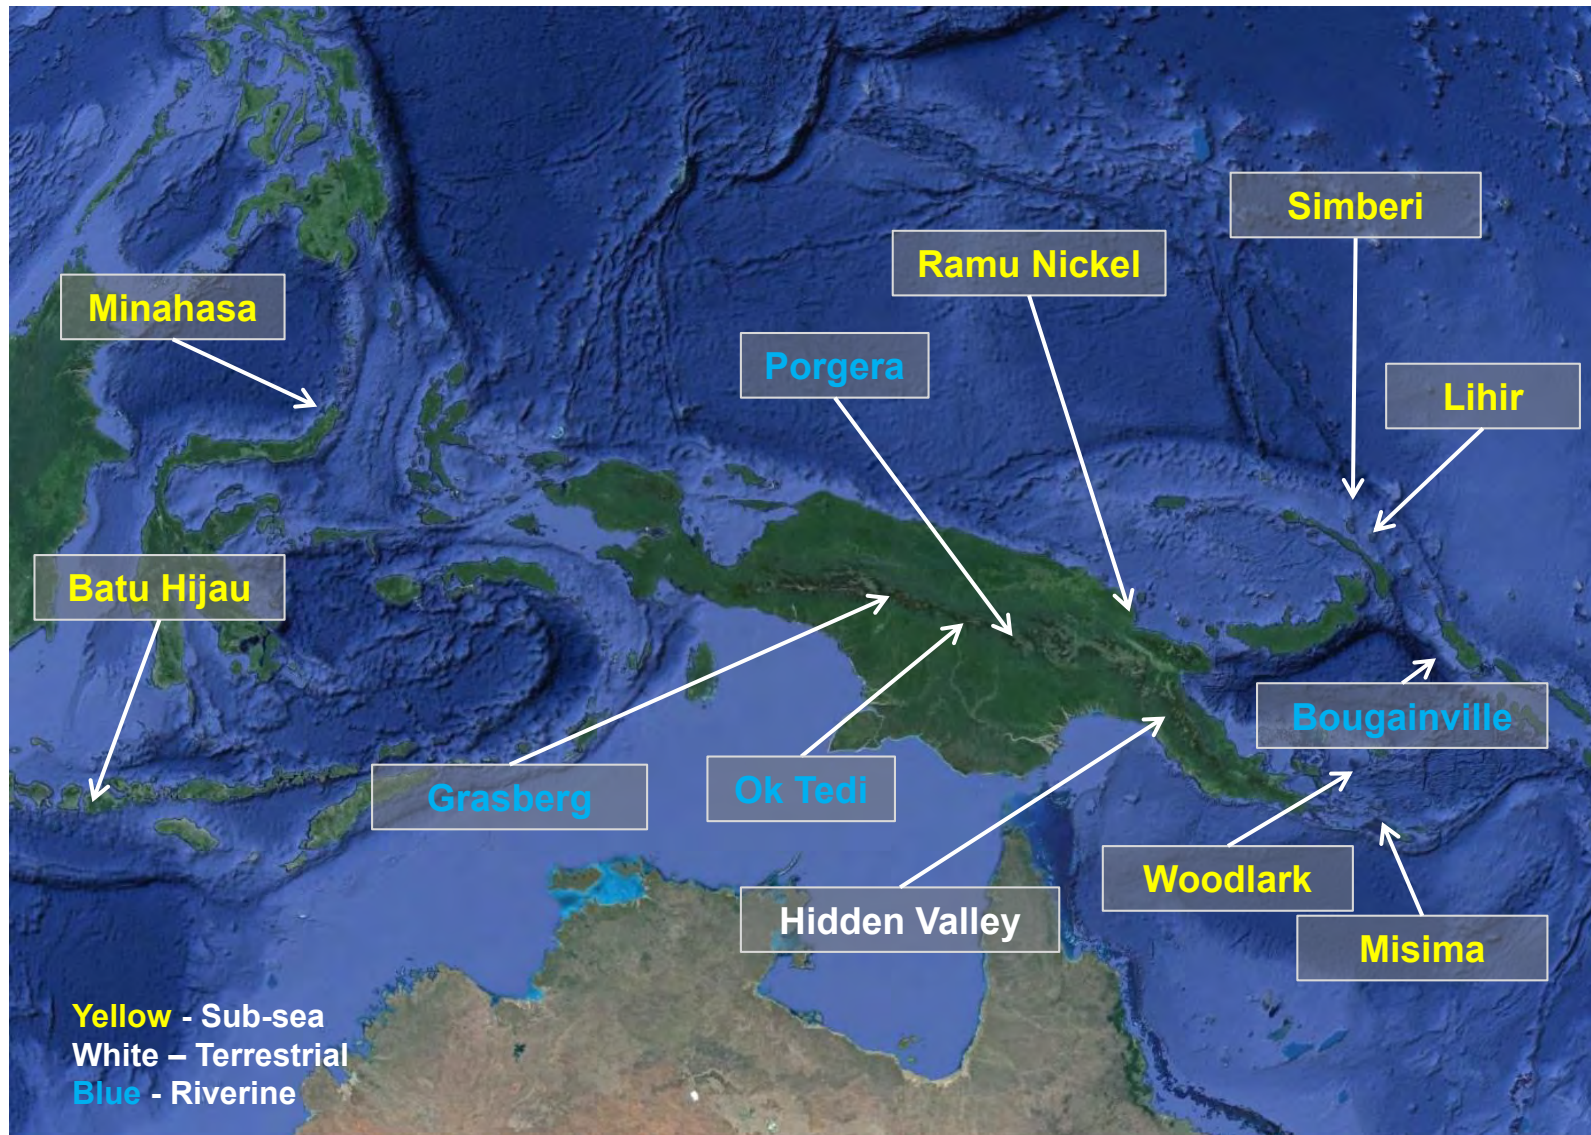 Simberi
Ramu Nickel
Minahasa
Porgera
Lihir
Batu Hijau
Bougainville
Grasberg
Ok Tedi
Woodlark
Hidden Valley
Misima
Yellow - Sub-sea
White – Terrestrial
Blue - Riverine